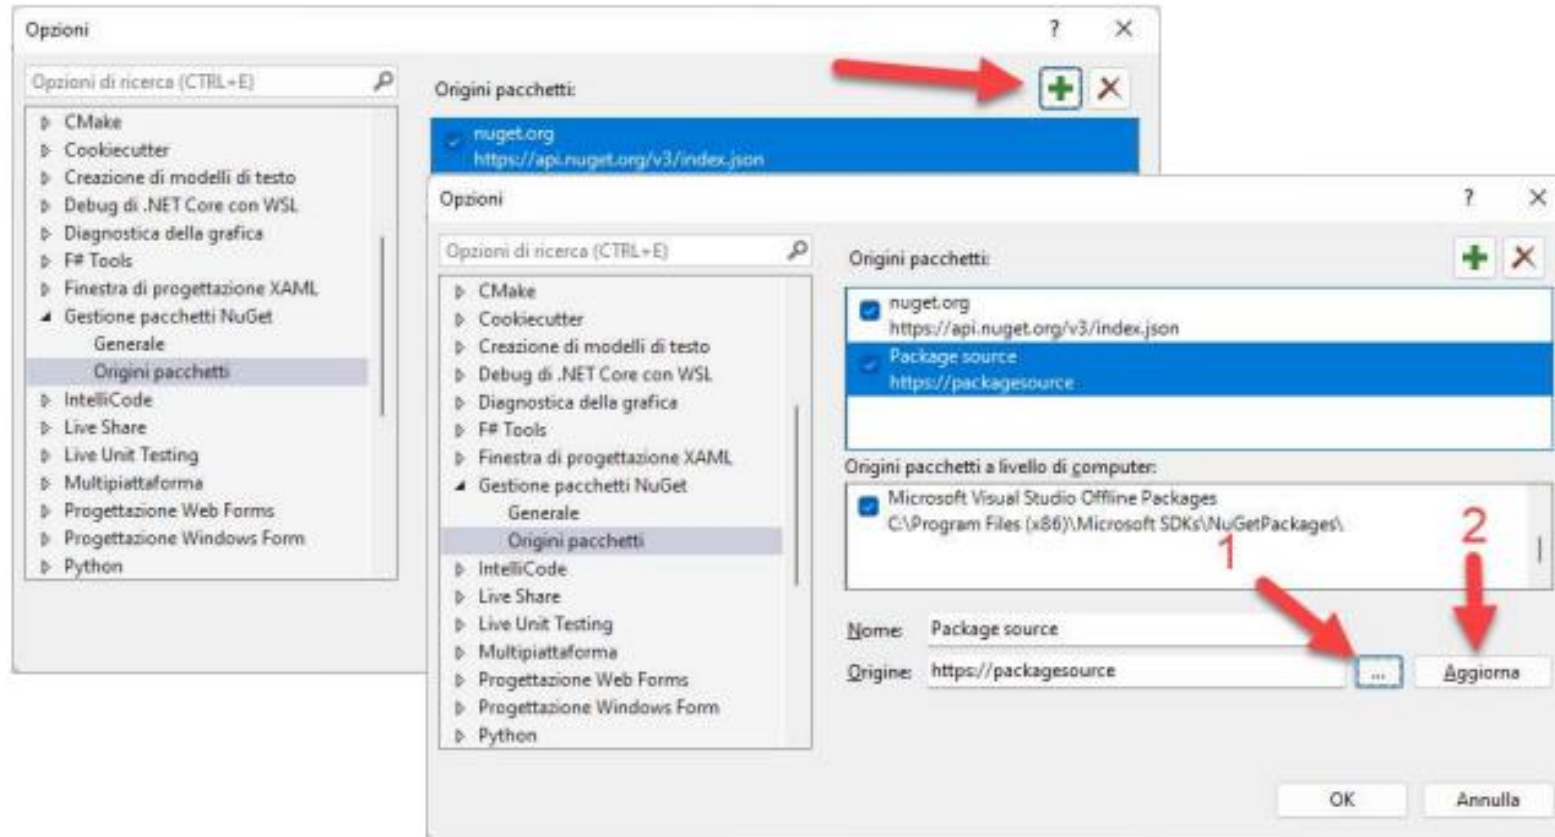 Opzioni
?
Opzioni di ricerca (CTRL+E)
CMake
Cookiecutter
Creazione di modelli di testo
Debug di .NET Core con WSL
Diagnostica della grafica
F# Tools
Finestra di progettazione XAML
Gestione pacchetti NuGet
Generale
Origini pacchetti
IntelliCode
Live Share
Live Unit Testing
Multipiattaforma
Progettazione Web Forms
Progettazione Windows Form
Python
Origini pacchetti:
nuget.org
https://api.nuget.org/v3/index.json
Opzioni
?
Opzioni di ricerca (CTRL+E)
CMake
Cookiecutter
Creazione di modelli di testo
Debug di .NET Core con WSL
Diagnostica della grafica
F# Tools
Finestra di progettazione XAML
Gestione pacchetti NuGet
Generale
Origini pacchetti
IntelliCode
Live Share
Live Unit Testing
Multipiattaforma
Progettazione Web Forms
Progettazione Windows Form
Python
Origini pacchetti:
nuget.org
https://api.nuget.org/v3/index.json
Package source
https://packagesource
Origini pacchetti a livello di computer:
Microsoft Visual Studio Offline Packages
C:\Program Files (x86)\Microsoft SDKs\NuGetPackages\
1
2
Nome: Package source
Origine: https://packagesource ... Aggiorna
OK Annulla